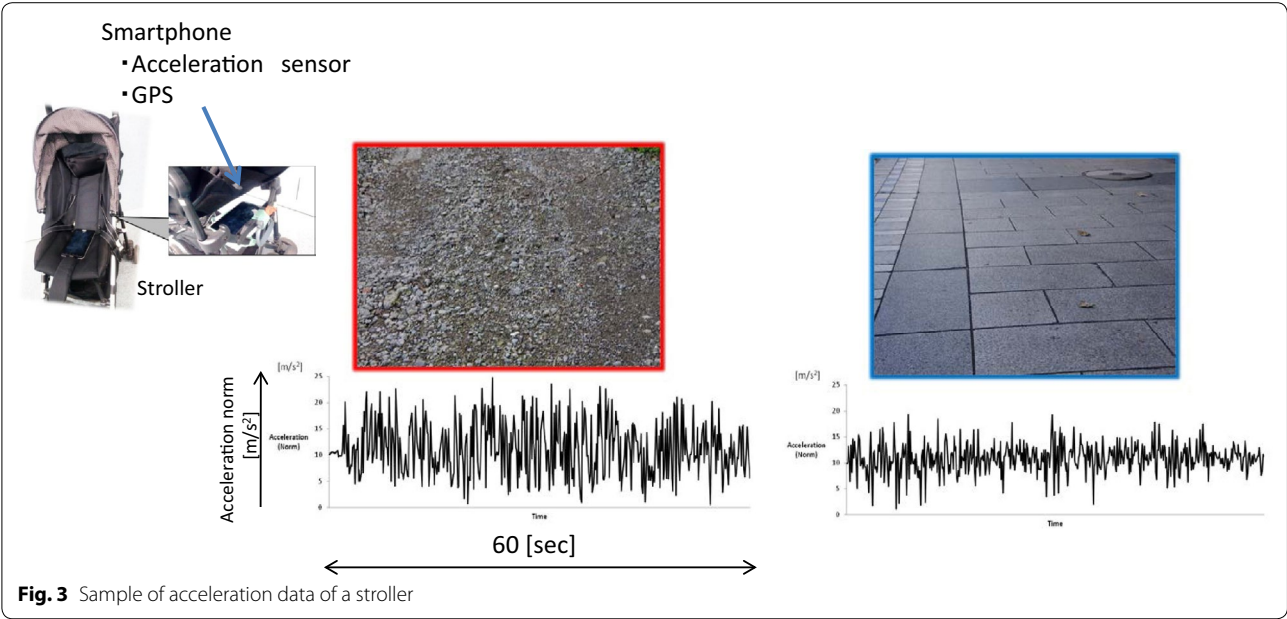 Smartphone
・Acceleration sensor
・GPS
Stroller
Acceleration norm
[m/s²]
[m/s²]
25
20
15
10
5
0
Acceleration
(Norm)
Time
60 [sec]
[m/s²]
25
20
15
10
5
0
Acceleration
(Norm)
Time
Fig. 3 Sample of acceleration data of a stroller